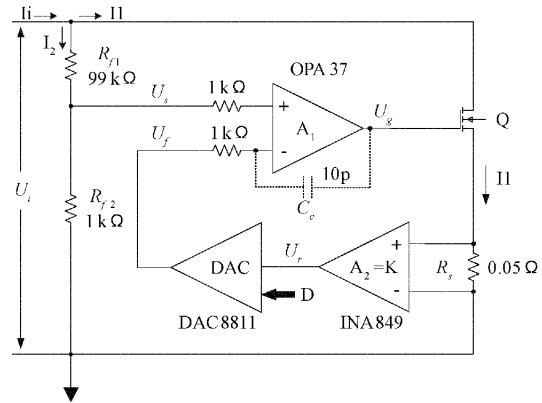 Ii I1
I2
Rf1
99 kΩ
OPA 37
1 kΩ
Us
+
A1
Ug
Q
Uf
1 kΩ
-
10p
Cc
I1
Ui
Rf2
1 kΩ
DAC
D
DAC8811
Ur
A2 =K
+
-
INA849
Rs
0.05 Ω